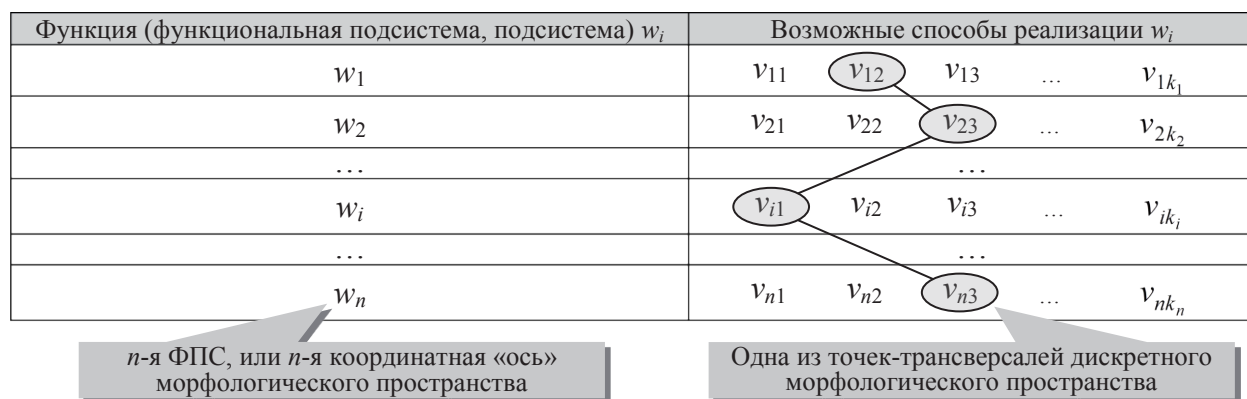 Функция (функциональная подсистема, подсистема) wᵢ Возможные способы реализации wᵢ
w₁ v₁₁ v₁₂ v₁₃ … v₁ₖ₁
w₂ v₂₁ v₂₂ v₂₃ … v₂ₖ₂
… …
wᵢ vᵢ₁ vᵢ₂ vᵢ₃ … vᵢₖᵢ
… …
wₙ vₙ₁ vₙ₂ vₙ₃ … vₙₖₙ
n-я ФПС, или n-я координатная «ось»
морфологического пространства
Одна из точек-трансверсалей дискретного
морфологического пространства